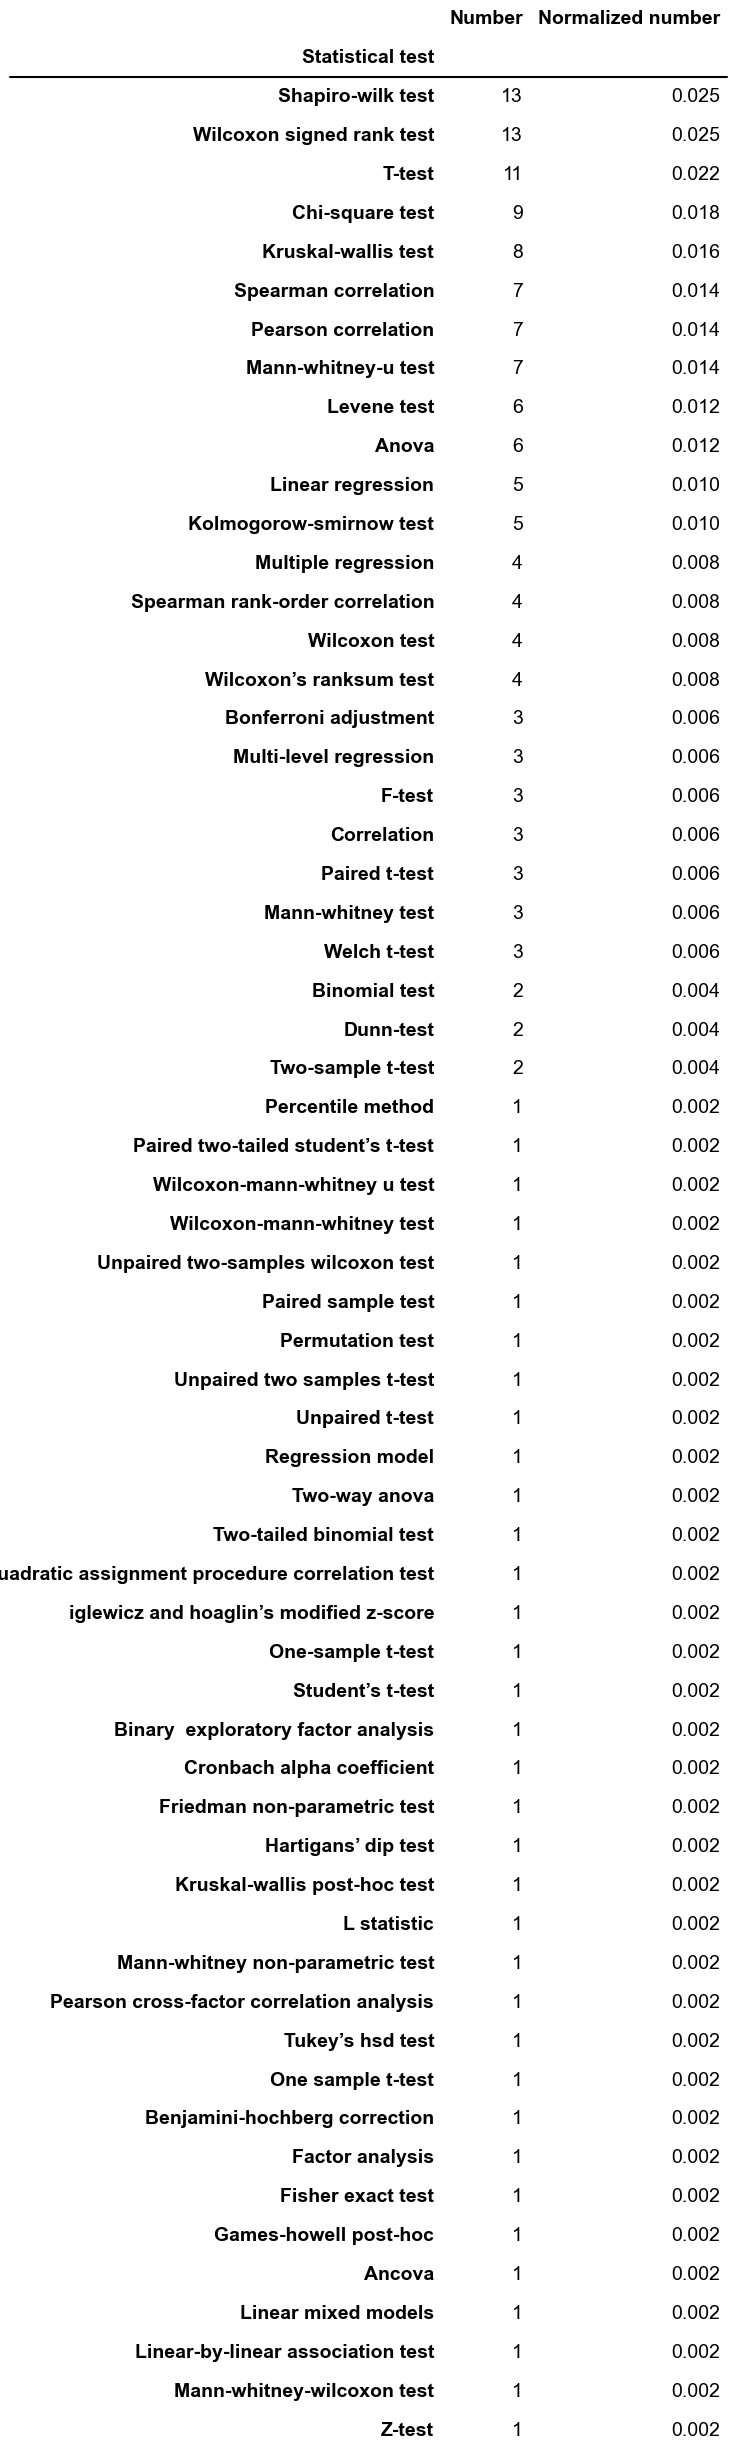 Number Normalized number
Statistical test
Shapiro-wilk test 13 0.025
Wilcoxon signed rank test 13 0.025
T-test 11 0.022
Chi-square test 9 0.018
Kruskal-wallis test 8 0.016
Spearman correlation 7 0.014
Pearson correlation 7 0.014
Mann-whitney-u test 7 0.014
Levene test 6 0.012
Anova 6 0.012
Linear regression 5 0.010
Kolmogorow-smirnow test 5 0.010
Multiple regression 4 0.008
Spearman rank-order correlation 4 0.008
Wilcoxon test 4 0.008
Wilcoxon’s ranksum test 4 0.008
Bonferroni adjustment 3 0.006
Multi-level regression 3 0.006
F-test 3 0.006
Correlation 3 0.006
Paired t-test 3 0.006
Mann-whitney test 3 0.006
Welch t-test 3 0.006
Binomial test 2 0.004
Dunn-test 2 0.004
Two-sample t-test 2 0.004
Percentile method 1 0.002
Paired two-tailed student’s t-test 1 0.002
Wilcoxon-mann-whitney u test 1 0.002
Wilcoxon-mann-whitney test 1 0.002
Unpaired two-samples wilcoxon test 1 0.002
Paired sample test 1 0.002
Permutation test 1 0.002
Unpaired two samples t-test 1 0.002
Unpaired t-test 1 0.002
Regression model 1 0.002
Two-way anova 1 0.002
Two-tailed binomial test 1 0.002
uadratic assignment procedure correlation test 1 0.002
iglewicz and hoaglin’s modified z-score 1 0.002
One-sample t-test 1 0.002
Student’s t-test 1 0.002
Binary  exploratory factor analysis 1 0.002
Cronbach alpha coefficient 1 0.002
Friedman non-parametric test 1 0.002
Hartigans’ dip test 1 0.002
Kruskal-wallis post-hoc test 1 0.002
L statistic 1 0.002
Mann-whitney non-parametric test 1 0.002
Pearson cross-factor correlation analysis 1 0.002
Tukey’s hsd test 1 0.002
One sample t-test 1 0.002
Benjamini-hochberg correction 1 0.002
Factor analysis 1 0.002
Fisher exact test 1 0.002
Games-howell post-hoc 1 0.002
Ancova 1 0.002
Linear mixed models 1 0.002
Linear-by-linear association test 1 0.002
Mann-whitney-wilcoxon test 1 0.002
Z-test 1 0.002